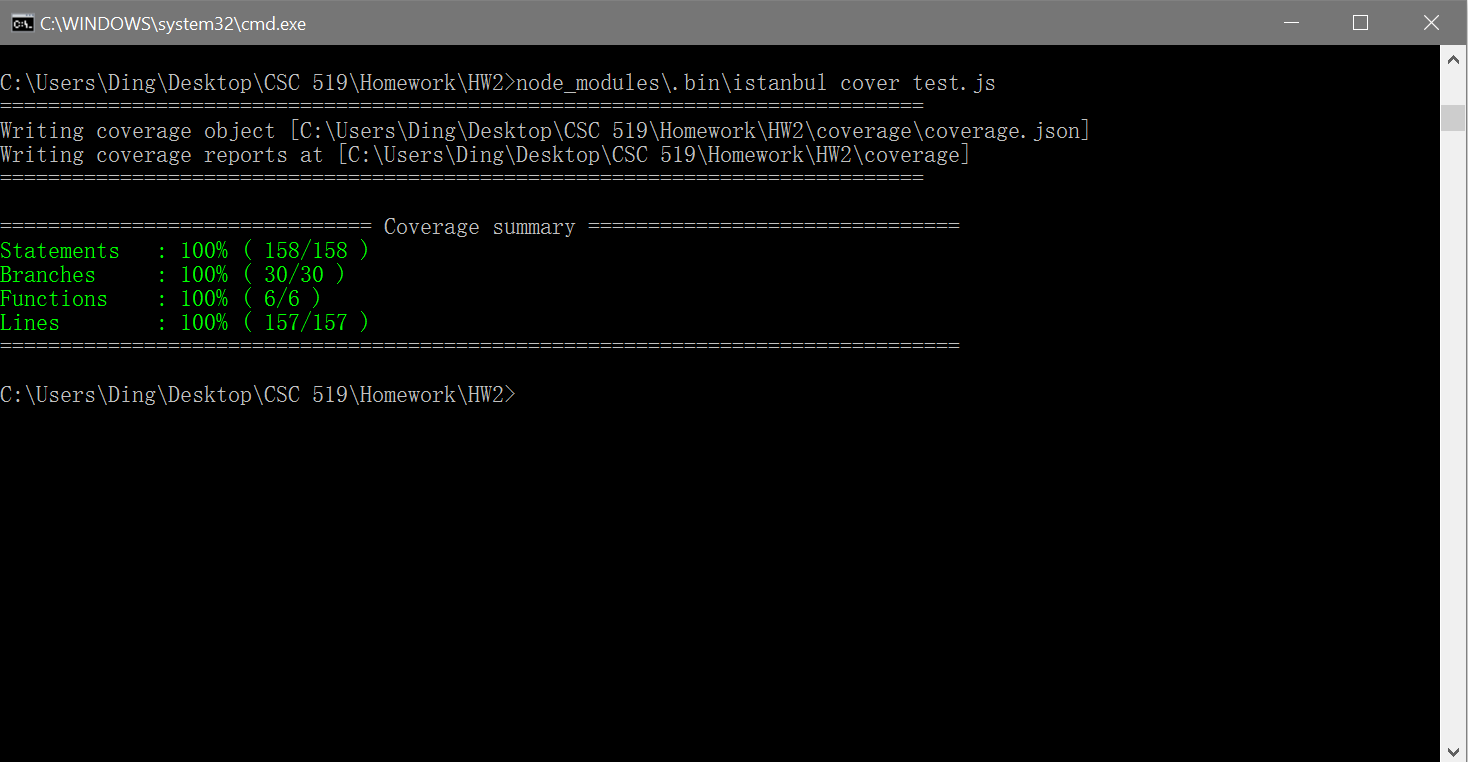 C:\WINDOWS\system32\cmd.exe
C:\Users\Ding\Desktop\CSC 519\Homework\HW2>node_modules\.bin\istanbul cover test.js
=============================================================================
Writing coverage object [C:\Users\Ding\Desktop\CSC 519\Homework\HW2\coverage\coverage.json]
Writing coverage reports at [C:\Users\Ding\Desktop\CSC 519\Homework\HW2\coverage]
=============================================================================
=============================== Coverage summary ===============================
Statements   : 100% ( 158/158 )
Branches     : 100% ( 30/30 )
Functions    : 100% ( 6/6 )
Lines        : 100% ( 157/157 )
================================================================================
C:\Users\Ding\Desktop\CSC 519\Homework\HW2>